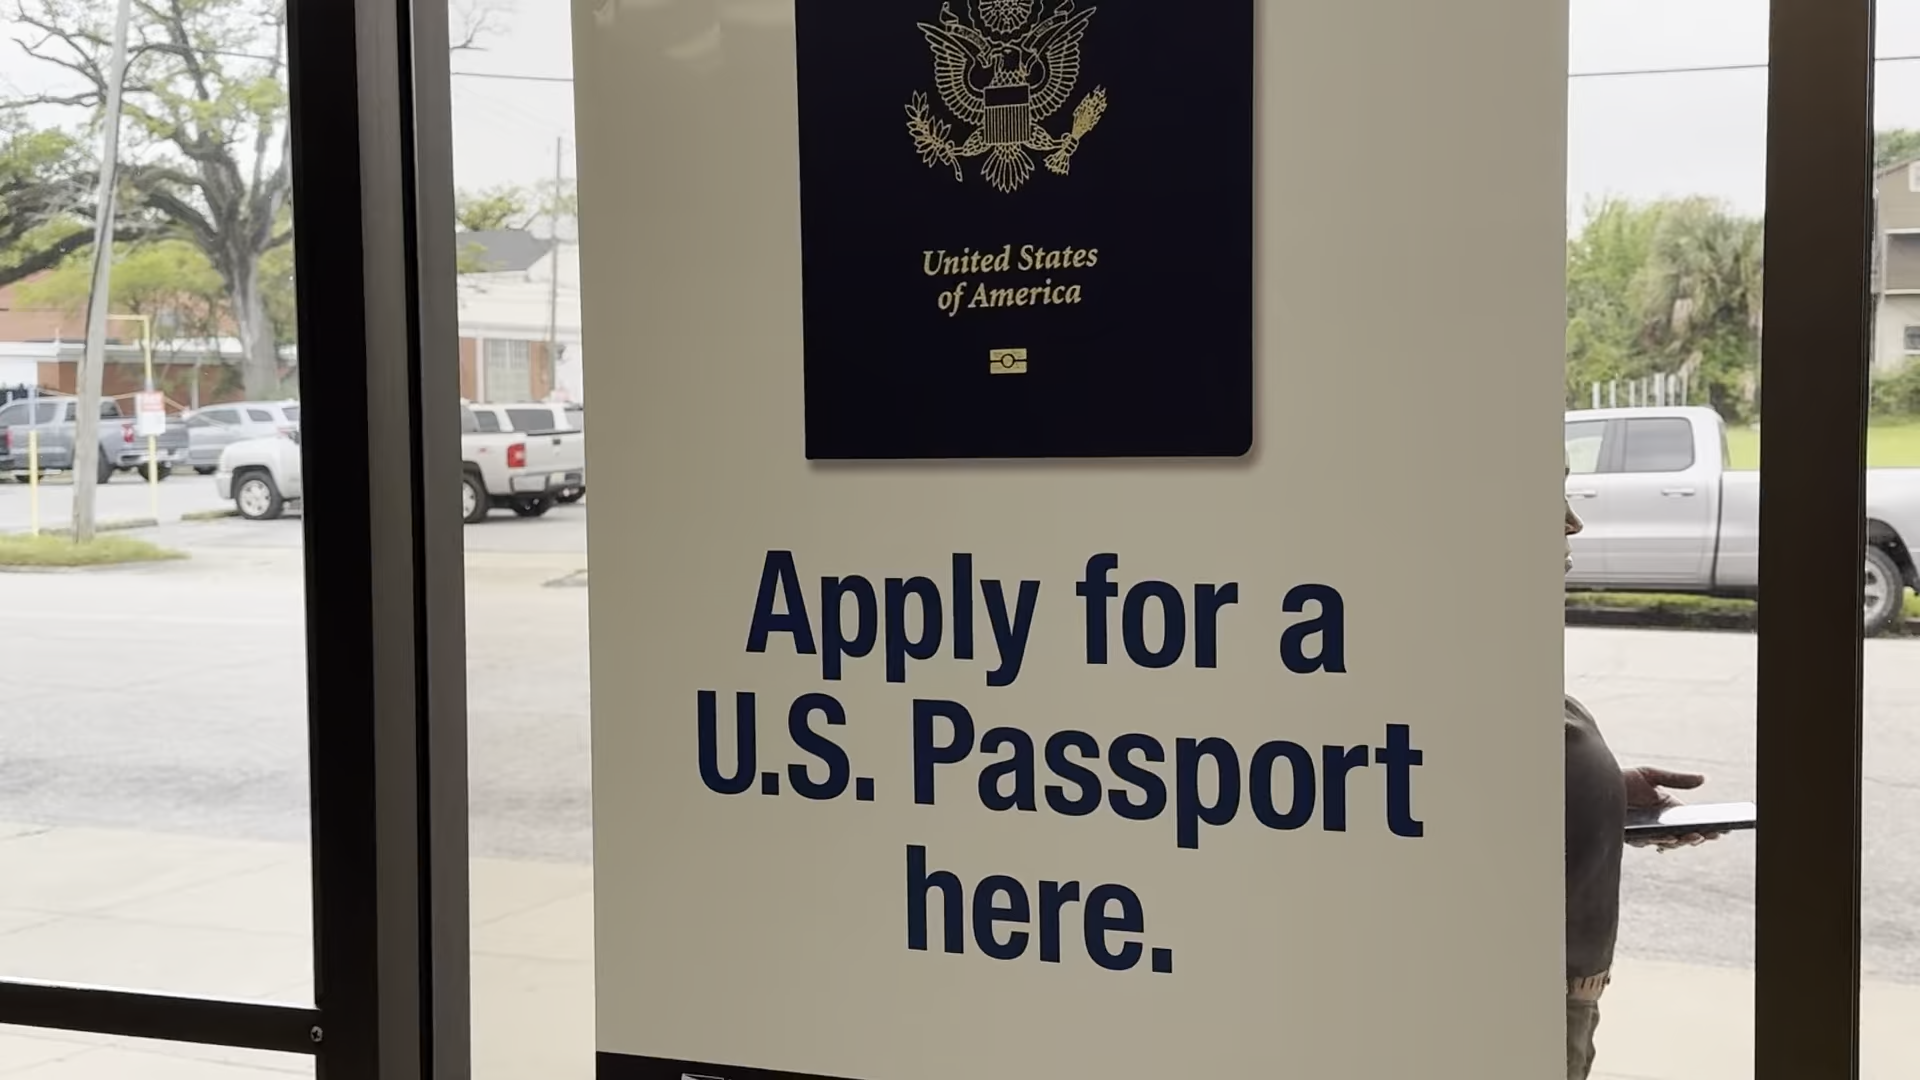 United States
of America
Apply for a
U.S. Passport
here.